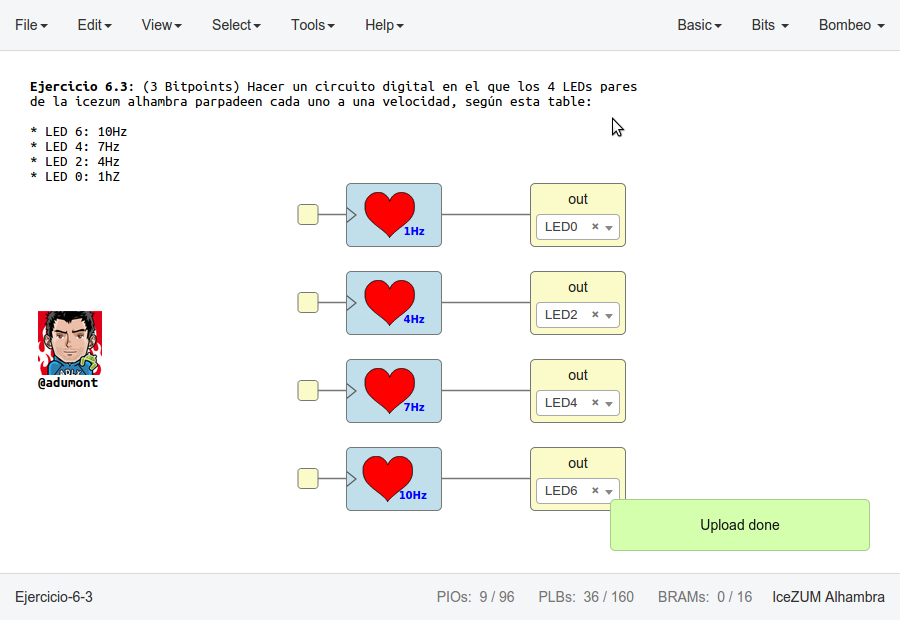 File Edit View Select Tools Help Basic Bits Bombeo
Ejercicio 6.3: (3 Bitpoints) Hacer un circuito digital en el que los 4 LEDs pares
de la icezum alhambra parpadeen cada uno a una velocidad, según esta table:
* LED 6: 10Hz
* LED 4: 7Hz
* LED 2: 4Hz
* LED 0: 1hZ
1Hz
out
LED0
4Hz
out
LED2
7Hz
out
LED4
@adumont
10Hz
out
LED6
Upload done
Ejercicio-6-3 PIOs: 9 / 96 PLBs: 36 / 160 BRAMs: 0 / 16 IceZUM Alhambra